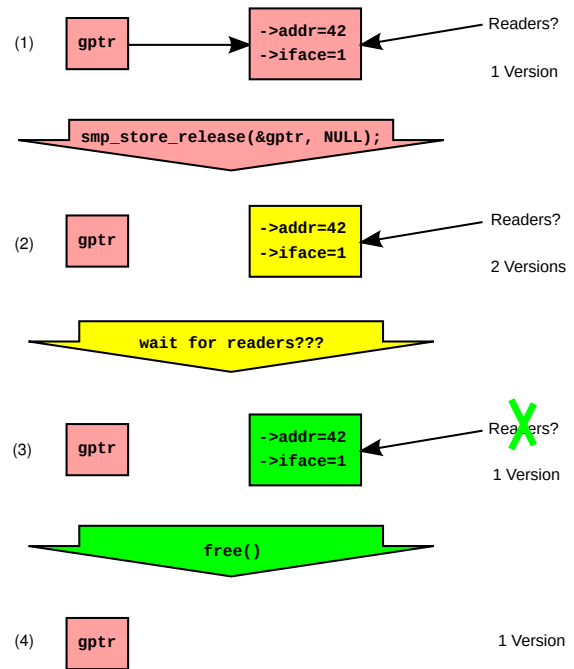 (1)
gptr
->addr=42
->iface=1
Readers?
1 Version
smp_store_release(&gptr, NULL);
(2)
gptr
->addr=42
->iface=1
Readers?
2 Versions
wait for readers???
(3)
gptr
->addr=42
->iface=1
Readers?
1 Version
free()
(4)
gptr
1 Version